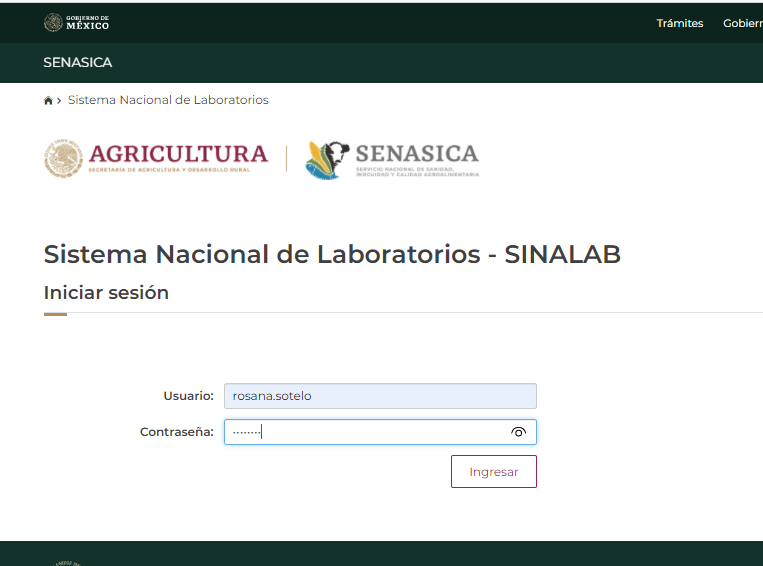 GOBIERNO DE
MÉXICO
Trámites Gobier
SENASICA
Sistema Nacional de Laboratorios
AGRICULTURA
SECRETARÍA DE AGRICULTURA Y DESARROLLO RURAL
SENASICA
SERVICIO NACIONAL DE SANIDAD,
INOCUIDAD Y CALIDAD AGROALIMENTARIA
Sistema Nacional de Laboratorios - SINALAB
Iniciar sesión
Usuario: rosana.sotelo
Contraseña: ········
Ingresar